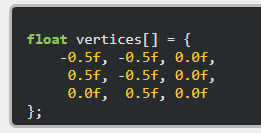 float vertices[] = {
    -0.5f, -0.5f, 0.0f,
     0.5f, -0.5f, 0.0f,
     0.0f,  0.5f, 0.0f
};